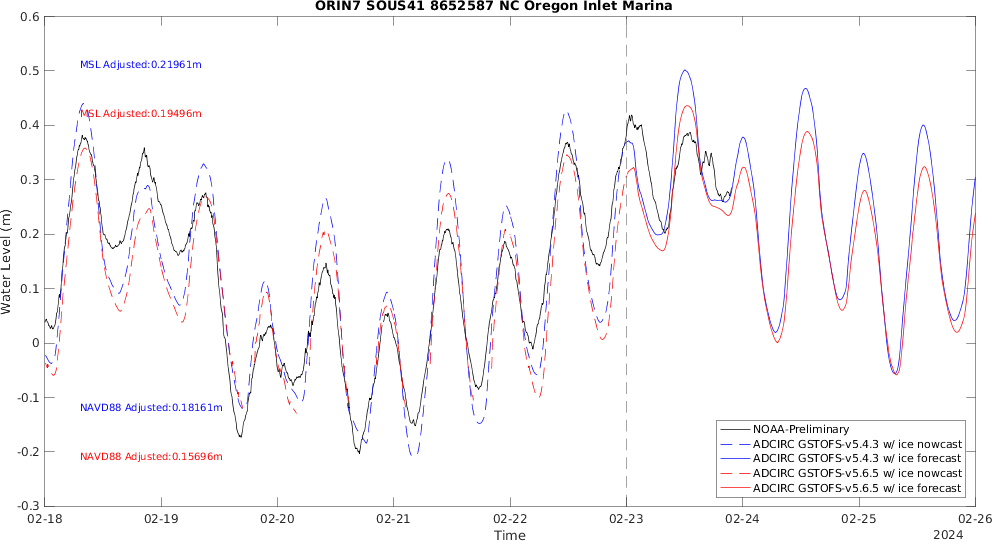 ORIN7 SOUS41 8652587 NC Oregon Inlet Marina
0.6
0.5
0.4
0.3
0.2
0.1
0
-0.1
-0.2
-0.3
Water Level (m)
MSL Adjusted:0.21961m
MSL Adjusted:0.19496m
NAVD88 Adjusted:0.18161m
NAVD88 Adjusted:0.15696m
NOAA-Preliminary
ADCIRC GSTOFS-v5.4.3 w/ ice nowcast
ADCIRC GSTOFS-v5.4.3 w/ ice forecast
ADCIRC GSTOFS-v5.6.5 w/ ice nowcast
ADCIRC GSTOFS-v5.6.5 w/ ice forecast
02-18 02-19 02-20 02-21 02-22 02-23 02-24 02-25 02-26
Time
2024